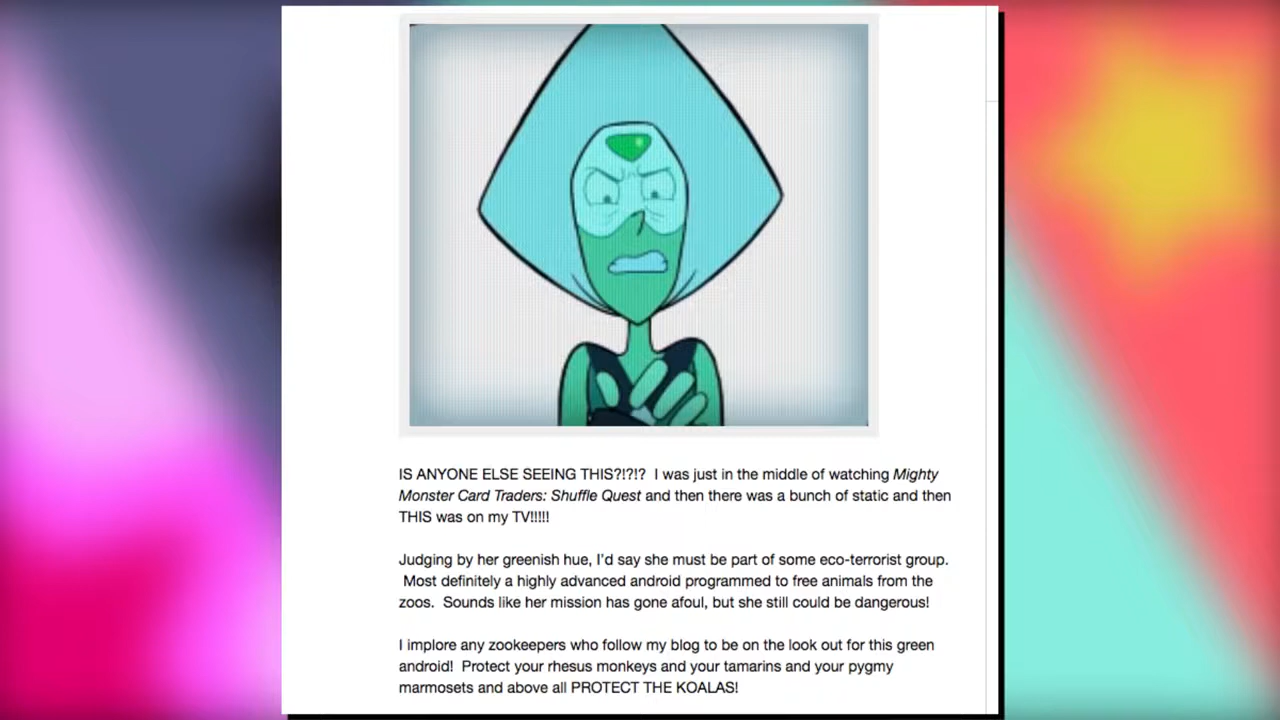 IS ANYONE ELSE SEEING THIS?!?!?  I was just in the middle of watching Mighty
Monster Card Traders: Shuffle Quest and then there was a bunch of static and then
THIS was on my TV!!!!!
Judging by her greenish hue, I'd say she must be part of some eco-terrorist group.
Most definitely a highly advanced android programmed to free animals from the
zoos.  Sounds like her mission has gone afoul, but she still could be dangerous!
I implore any zookeepers who follow my blog to be on the look out for this green
android!  Protect your rhesus monkeys and your tamarins and your pygmy
marmosets and above all PROTECT THE KOALAS!